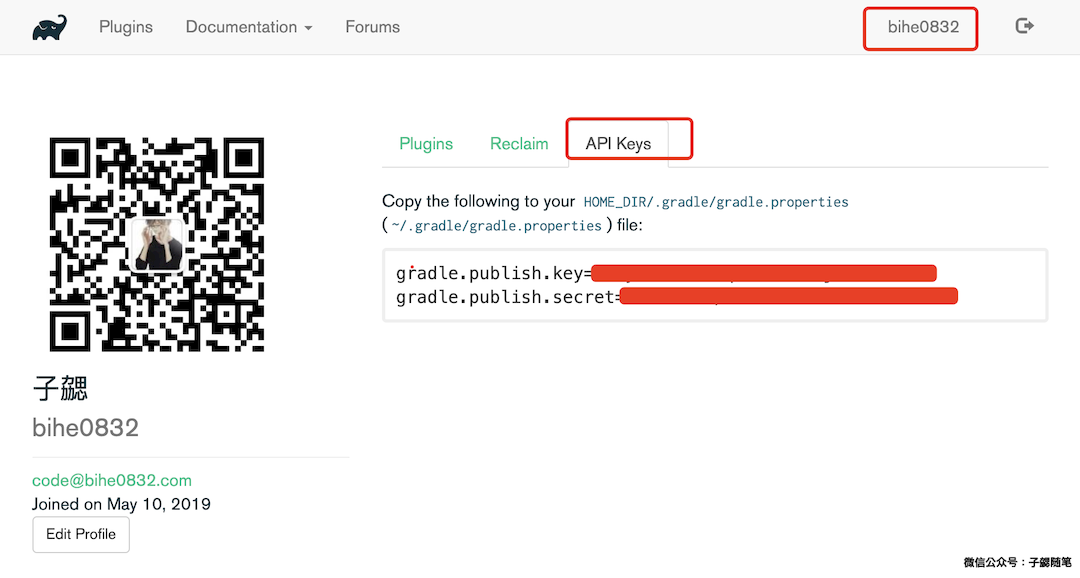 Plugins Documentation Forums bihe0832
Plugins Reclaim API Keys
Copy the following to your HOME_DIR/.gradle/gradle.properties
( ~/.gradle/gradle.properties ) file:
gradle.publish.key=
gradle.publish.secret=
子勰
bihe0832
code@bihe0832.com
Joined on May 10, 2019
Edit Profile
微信公众号：子勰随笔